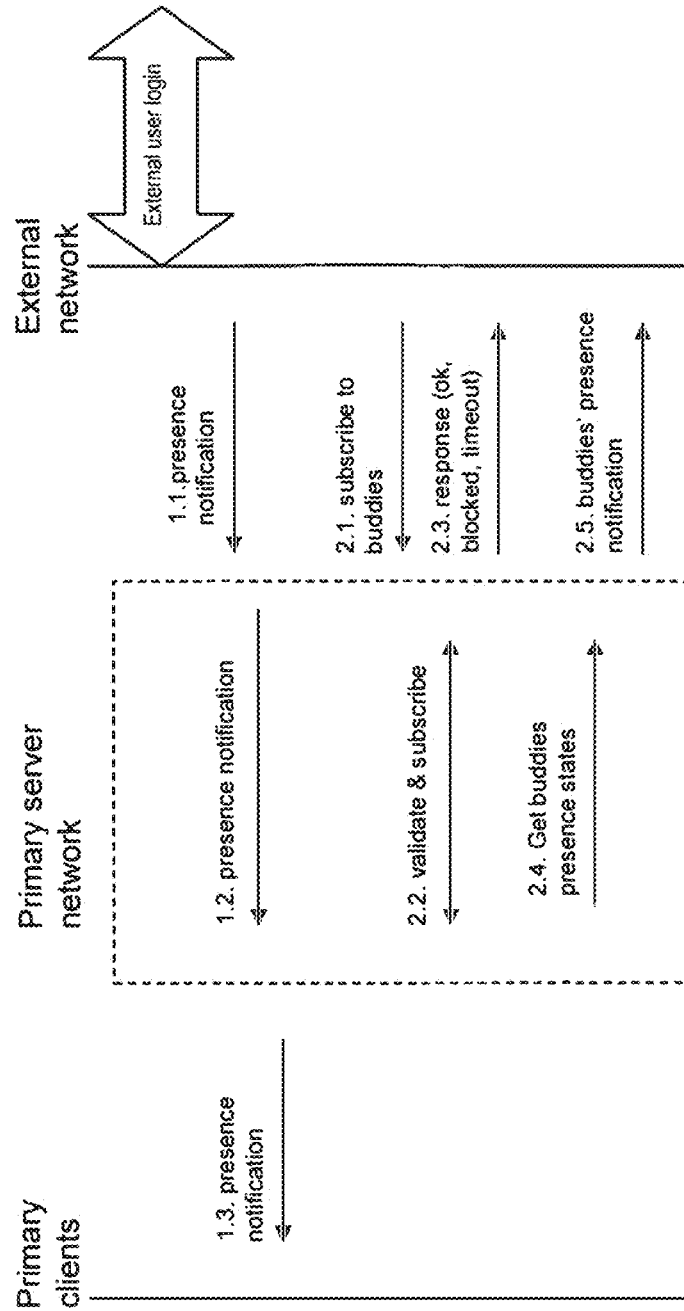 Primary
clients
Primary server
network
External
network
External user login
1.1.presence
notification
1.2. presence notification
1.3. presence
notification
2.1. subscribe to
buddies
2.2. validate & subscribe
2.3. response (ok,
blocked, timeout)
2.4. Get buddies
presence states
2.5. buddies' presence
notification